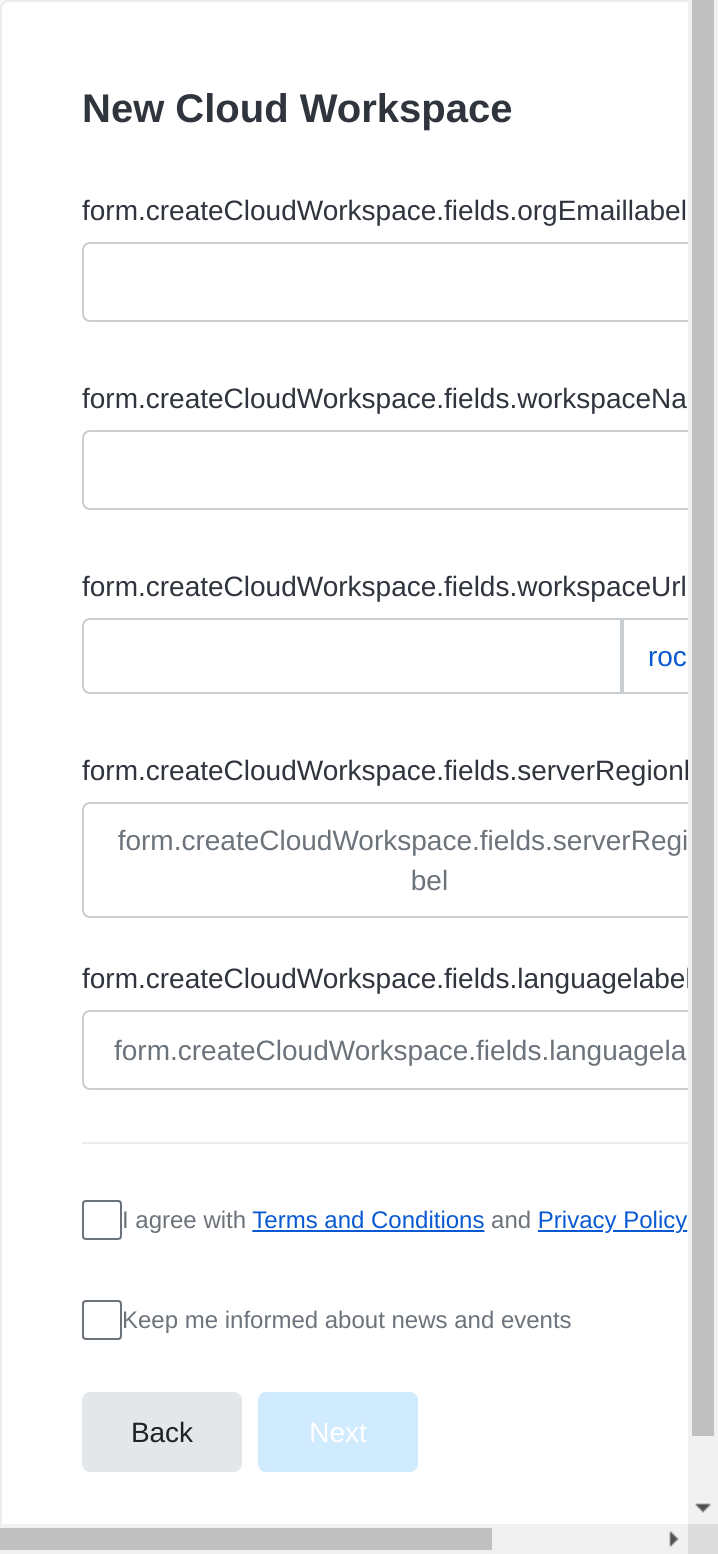 New Cloud Workspace
form.createCloudWorkspace.fields.orgEmaillabel
form.createCloudWorkspace.fields.workspaceNa
form.createCloudWorkspace.fields.workspaceUrl
roc
form.createCloudWorkspace.fields.serverRegionl
form.createCloudWorkspace.fields.serverRegi
bel
form.createCloudWorkspace.fields.languagelabel
form.createCloudWorkspace.fields.languagela
I agree with Terms and Conditions and Privacy Policy
Keep me informed about news and events
Back Next